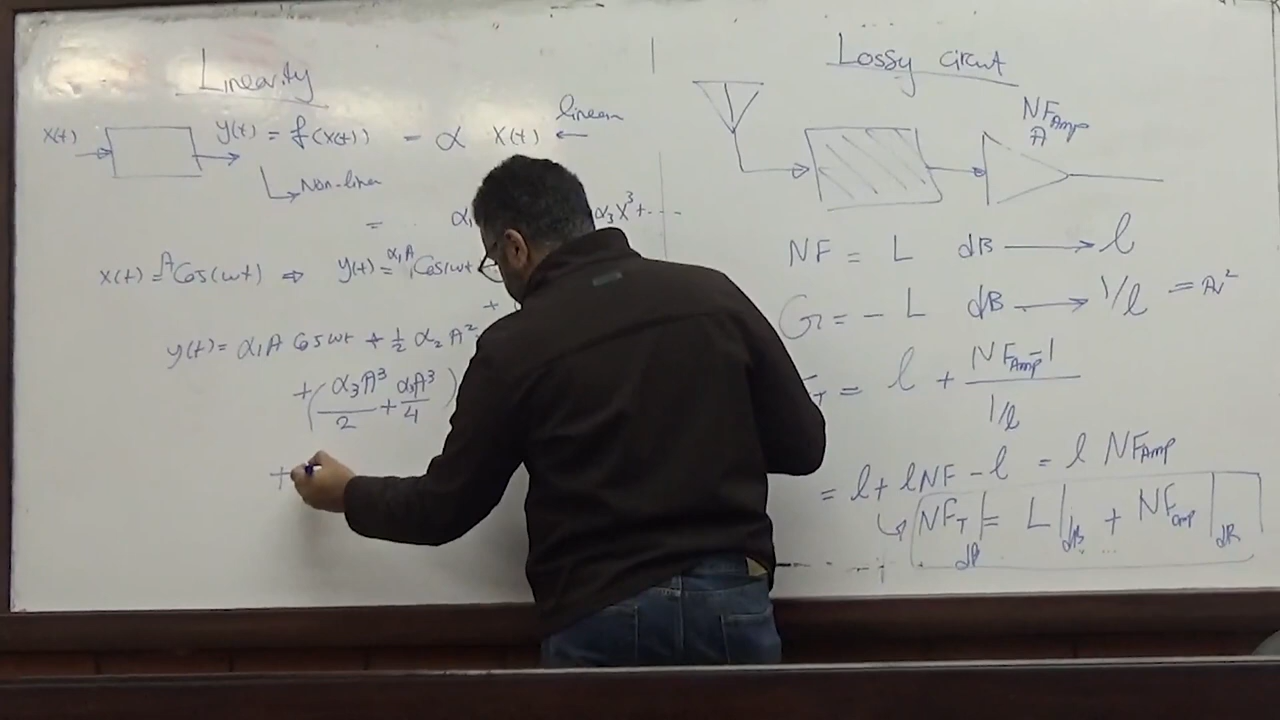 Linearity
x(t) y(t) = f(x(t)) = α x(t) ← linear
↳ Non-linear
= α₁ α₃x³ + ....
x(t) = A Cos(ωt) ⇒ y(t) = α₁A Cos(ωt
+
y(t) = α₁A Cos ωt + ½ α₂ A²
+ ( α₃A³/2 + α₃A³/4 )
+
Lossy circuit
NF_Amp
A
NF = L dB → l
G = - L dB → 1/l = Av²
T = l + (NF_Amp - 1)/(1/l)
= l + lNF - l = l NF_Amp
↳ NF_T|dB = L|dB + NF_amp|dB